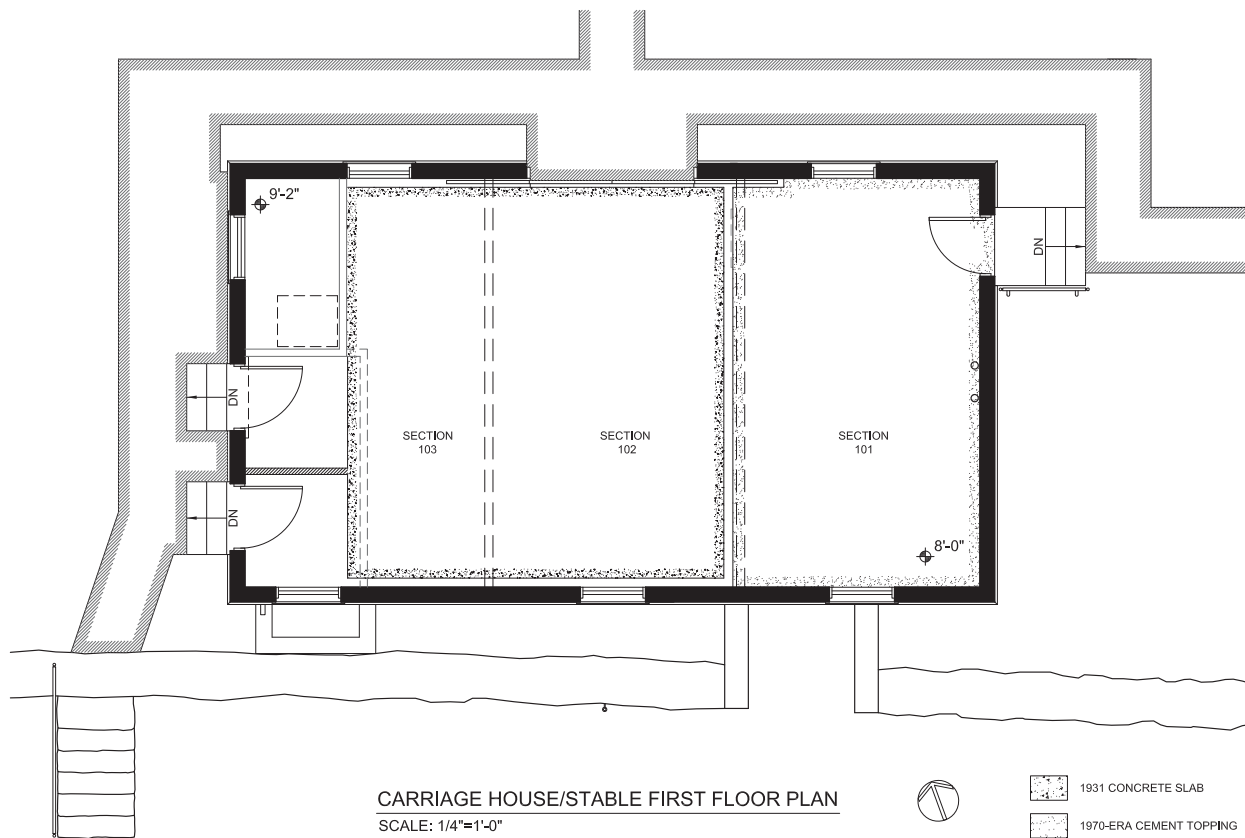 9'-2"
DN
DN
DN
SECTION
103
SECTION
102
SECTION
101
8'-0"
CARRIAGE HOUSE/STABLE FIRST FLOOR PLAN
SCALE: 1/4"=1'-0"
1931 CONCRETE SLAB
1970-ERA CEMENT TOPPING